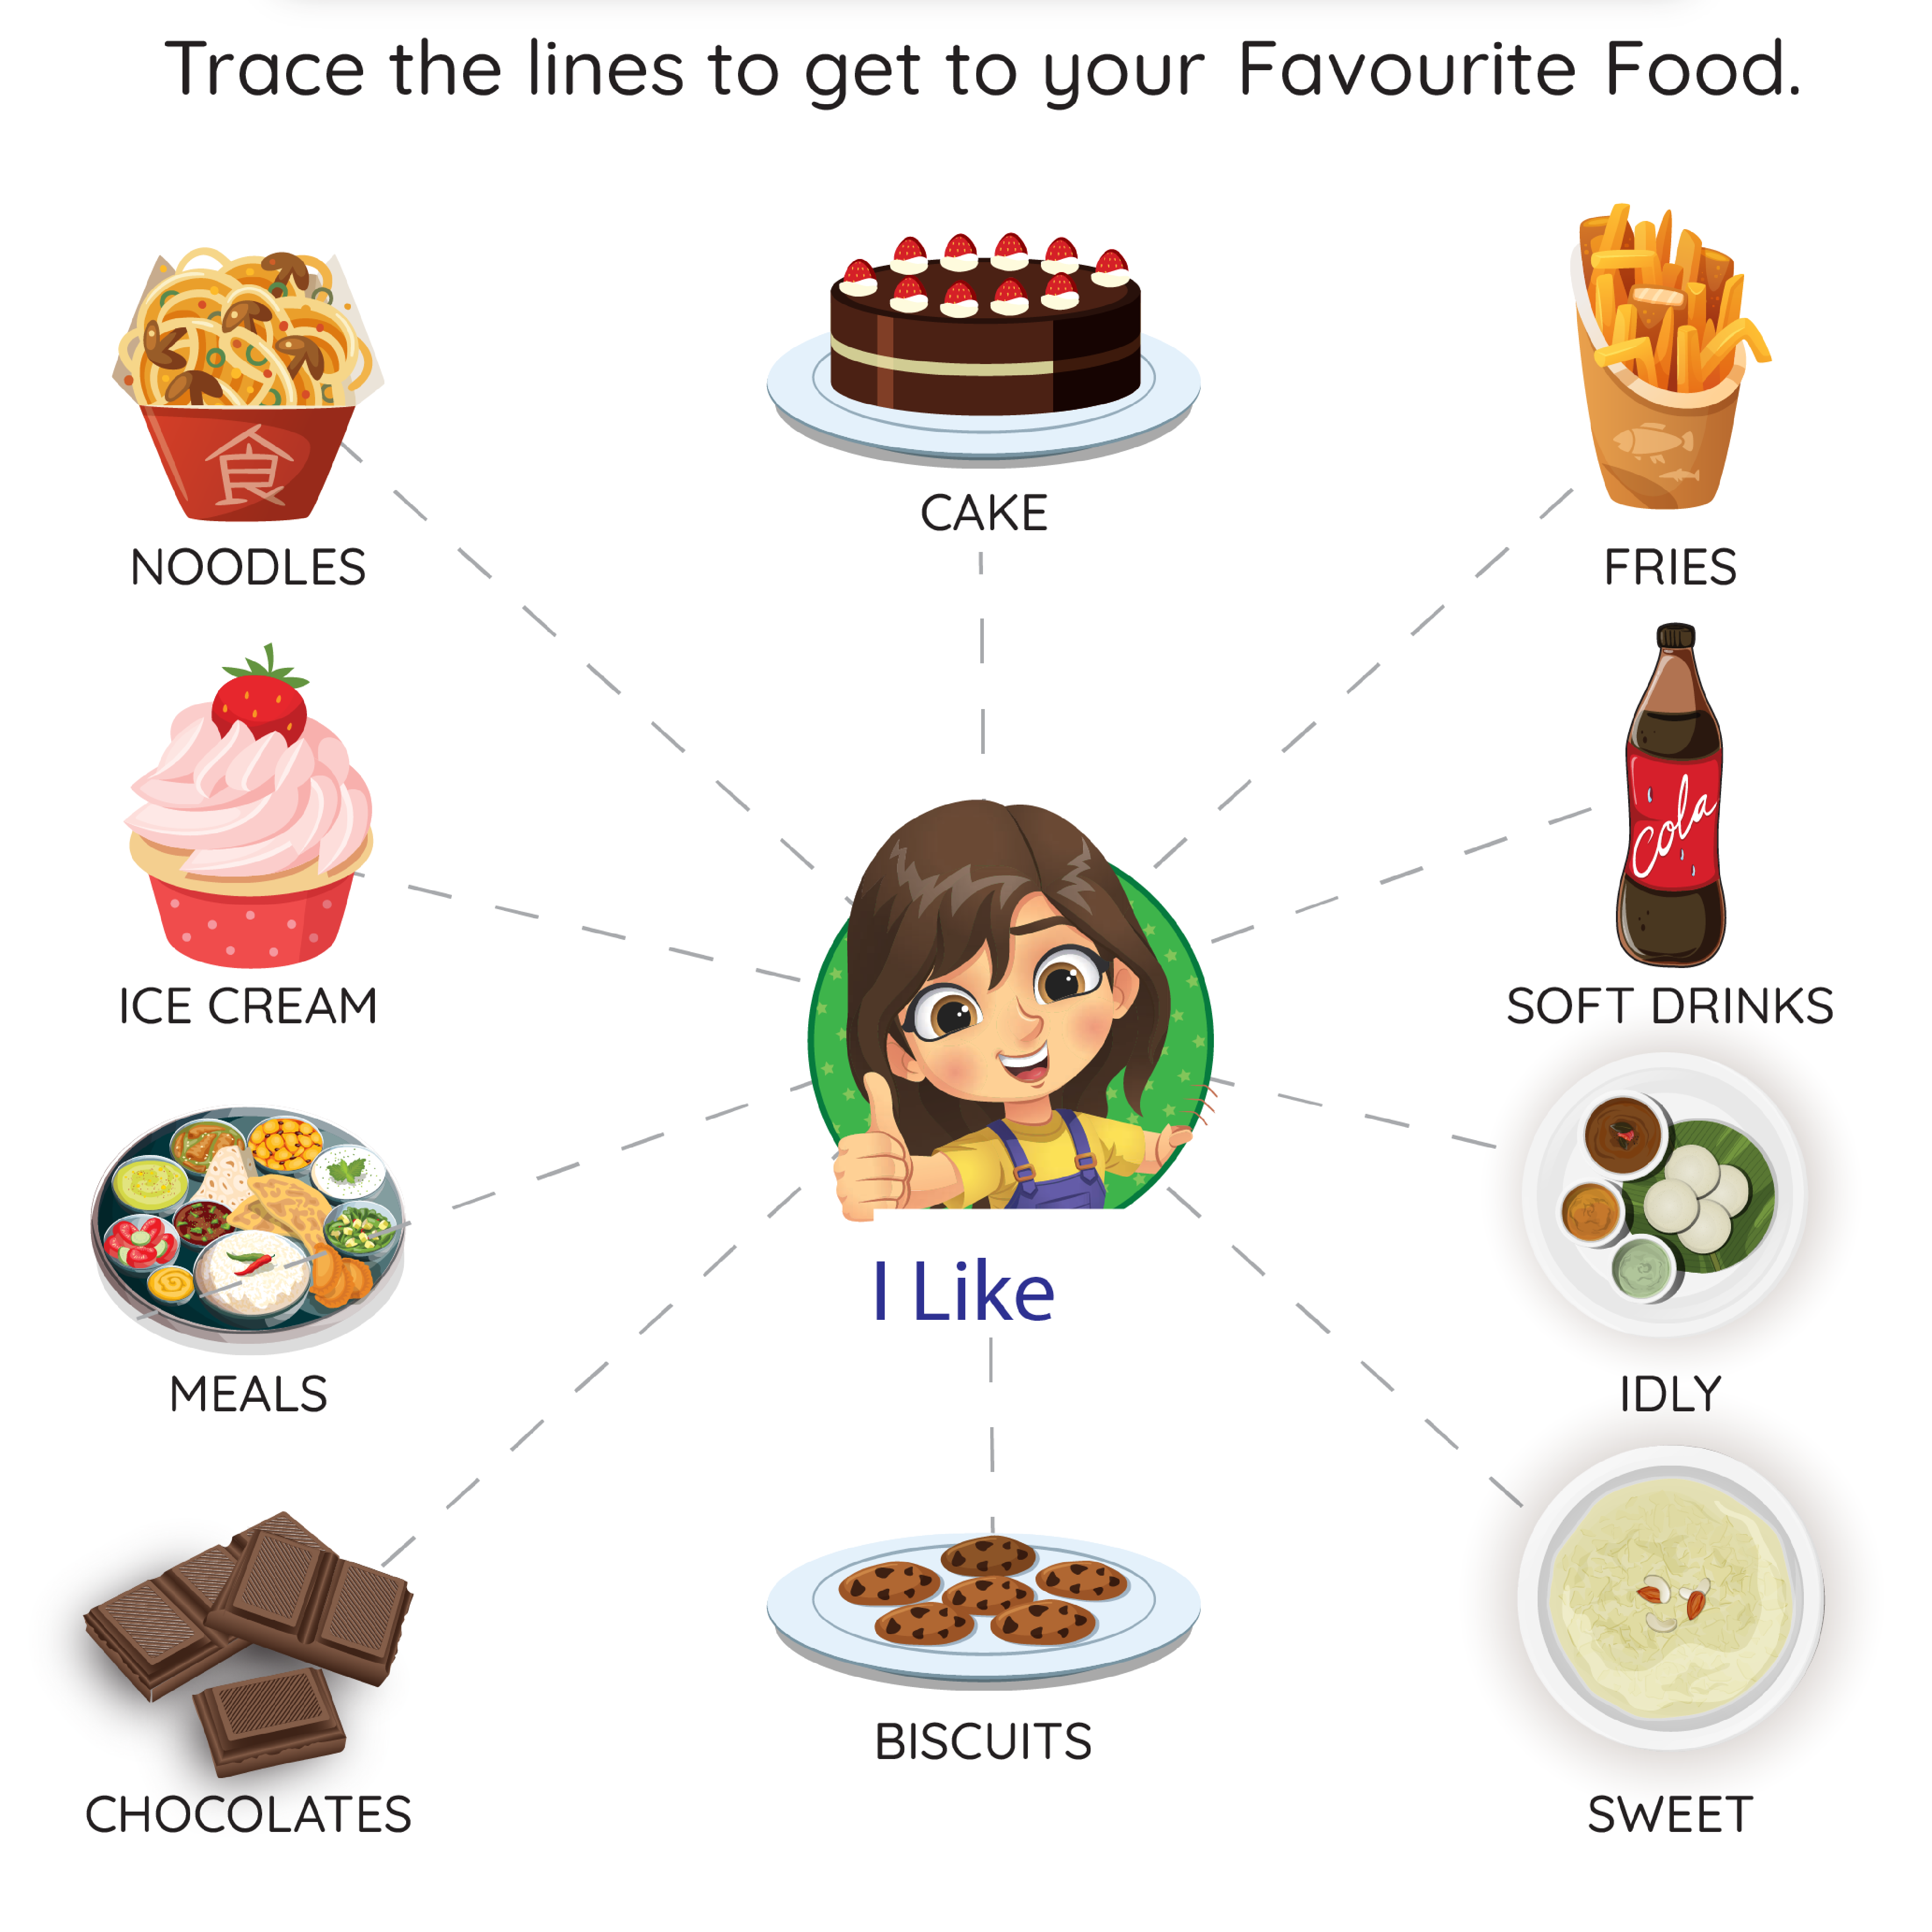 Trace the lines to get to your Favourite Food.
食
NOODLES
CAKE
FRIES
ICE CREAM
Cola
SOFT DRINKS
I Like
MEALS
IDLY
CHOCOLATES
BISCUITS
SWEET